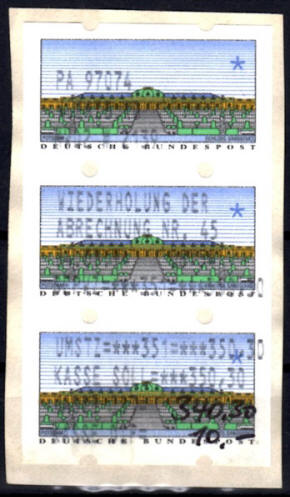 PA 97074
DEUTSCHE BUNDESPOST
WIEDERHOLUNG DER
ABRECHNUNG NR. 45
DEUTSCHE BUNDESPOST
UMSTZ=***351=***350,30
KASSE SOLL=***350,30
340,30
10,-
DEUTSCHE BUNDESPOST